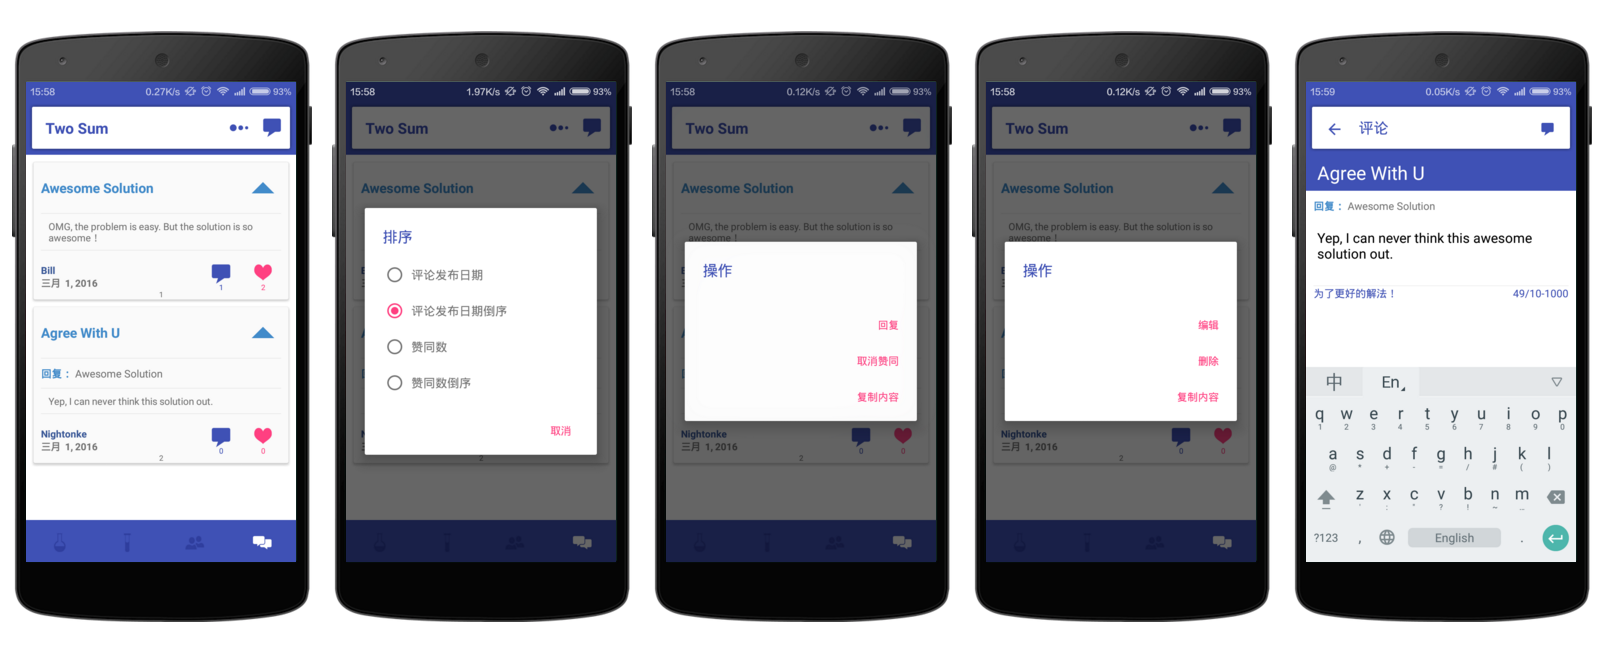 15:58 0.27K/s 93%
Two Sum
Awesome Solution
OMG, the problem is easy. But the solution is so
awesome！
Bill
三月 1, 2016
1
2
1
Agree With U
回复： Awesome Solution
Yep, I can never think this solution out.
Nightonke
三月 1, 2016
0
0
2
15:58 1.97K/s 93%
Two Sum
Awesome Solution
排序
评论发布日期
评论发布日期倒序
赞同数
赞同数倒序
取消
15:58 0.12K/s 93%
Two Sum
Awesome Solution
OMG, the problem is easy. But the solution is so
awesome！
操作
回复
取消赞同
复制内容
Nightonke
三月 1, 2016
0
0
2
15:58 0.12K/s 93%
Two Sum
Awesome Solution
OMG, the problem is easy. But the solution is so
操作
编辑
删除
复制内容
Nightonke
三月 1, 2016
0
0
2
15:59 0.05K/s 93%
评论
Agree With U
回复： Awesome Solution
Yep, I can never think this awesome
solution out.
为了更好的解法！ 49/10-1000
中 En
q w e r t y u i o p
1 2 3 4 5 6 7 8 9 0
a s d f g h j k l
@ * + - = / # ( )
z x c v b n m
?123 , English .